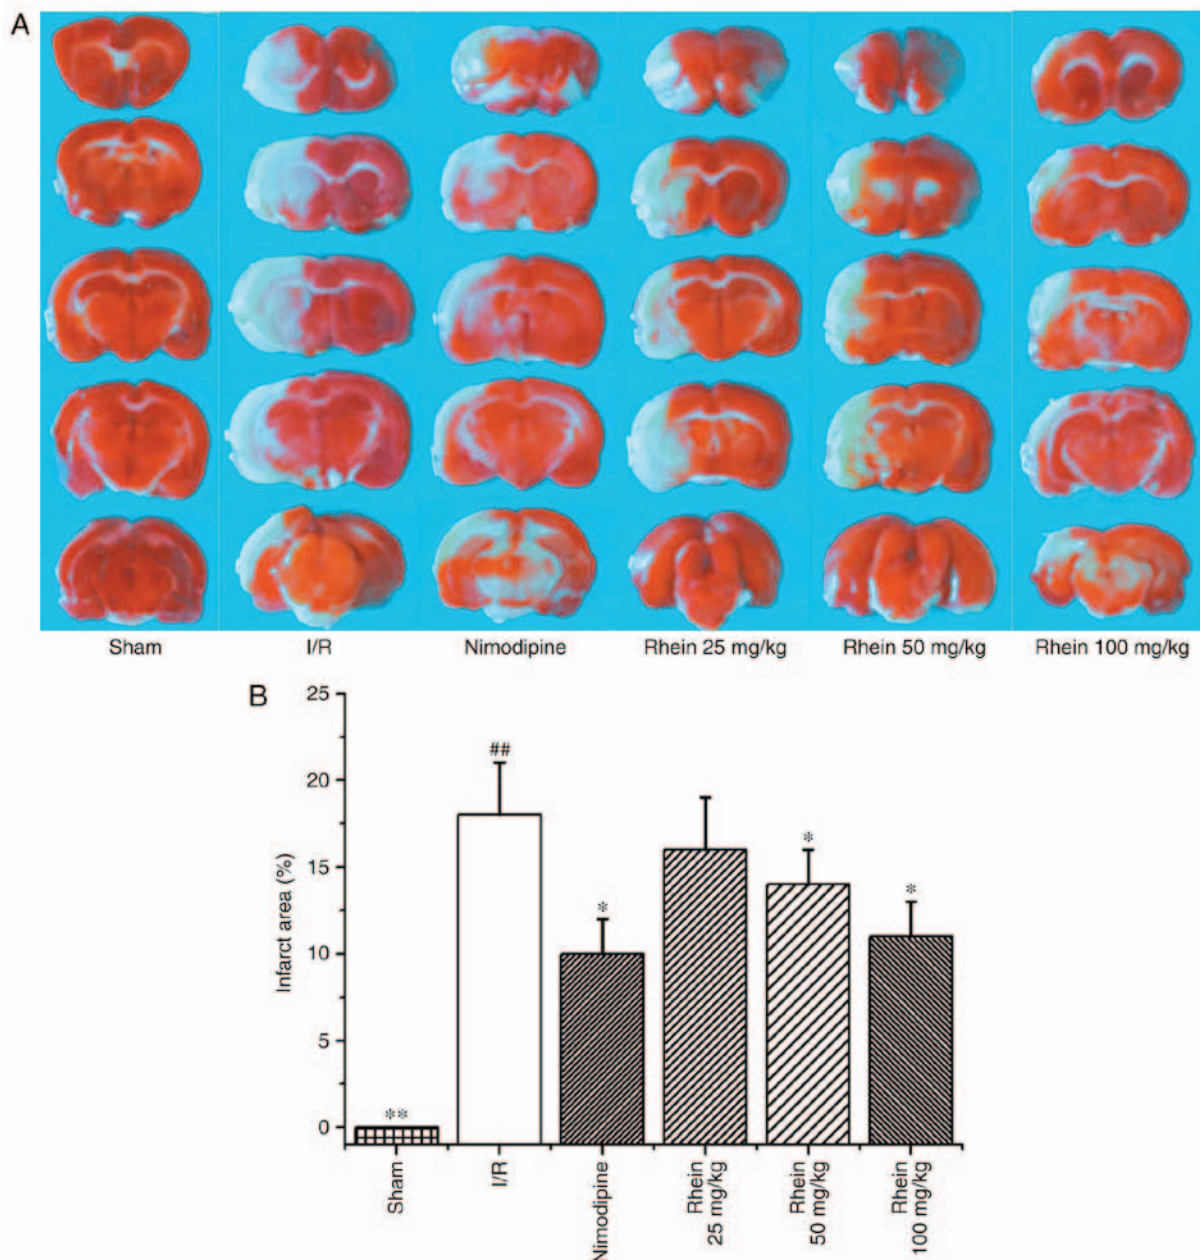 A
Sham I/R Nimodipine Rhein 25 mg/kg Rhein 50 mg/kg Rhein 100 mg/kg
B
25
20
15
10
5
0
Infarct area (%)
**
##
*
*
*
Sham
I/R
Nimodipine
Rhein
25 mg/kg
Rhein
50 mg/kg
Rhein
100 mg/kg